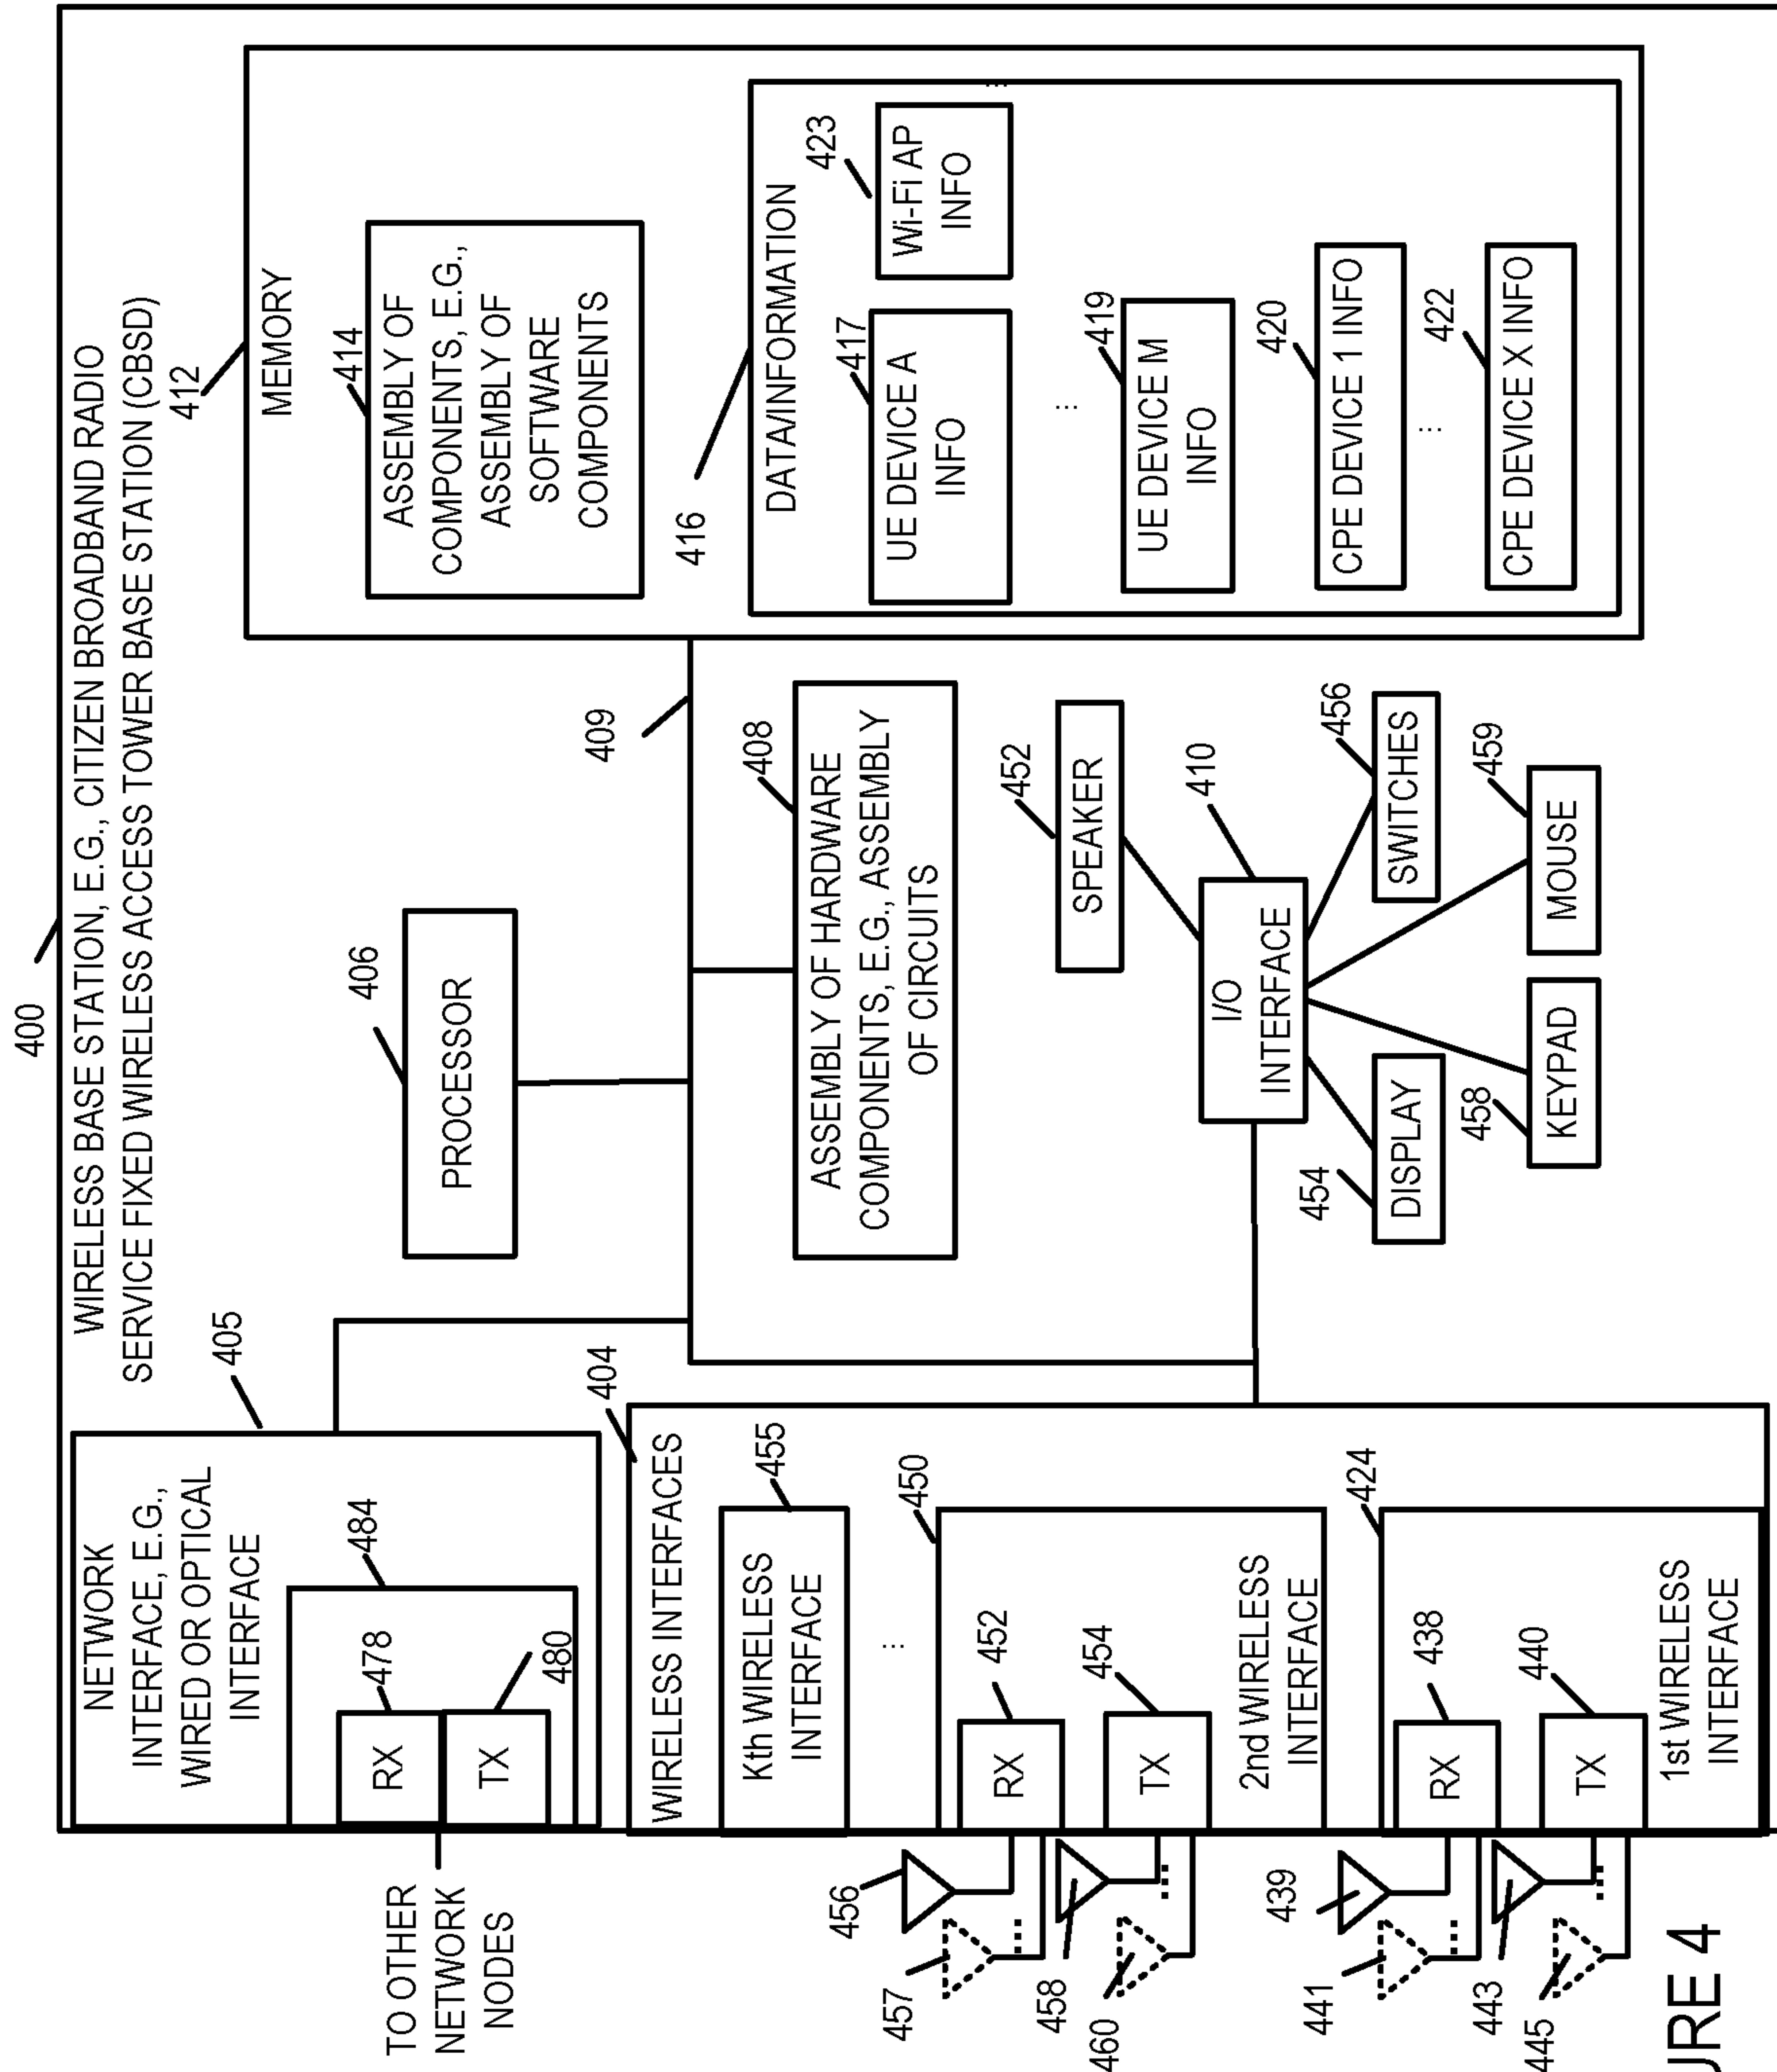 400
WIRELESS BASE STATION, E.G., CITIZEN BROADBAND RADIO
SERVICE FIXED WIRELESS ACCESS TOWER BASE STATION (CBSD)
405
NETWORK
INTERFACE, E.G.,
WIRED OR OPTICAL
INTERFACE
484
478
RX
TX
480
TO OTHER
NETWORK
NODES
404
WIRELESS INTERFACES
Kth WIRELESS
INTERFACE
455
...
450
452
RX
454
TX
2nd WIRELESS
INTERFACE
456
457
...
458
460
...
424
438
RX
440
TX
1st WIRELESS
INTERFACE
439
441
...
443
445
...
406
PROCESSOR
409
408
ASSEMBLY OF HARDWARE
COMPONENTS, E.G., ASSEMBLY
OF CIRCUITS
452
SPEAKER
410
I/O
INTERFACE
454
DISPLAY
456
SWITCHES
458
KEYPAD
459
MOUSE
412
MEMORY
414
ASSEMBLY OF
COMPONENTS, E.G.,
ASSEMBLY OF
SOFTWARE
COMPONENTS
416
DATA/INFORMATION
417
UE DEVICE A
INFO
423
Wi-Fi AP
INFO
...
...
419
UE DEVICE M
INFO
420
CPE DEVICE 1 INFO
...
422
CPE DEVICE X INFO
URE 4